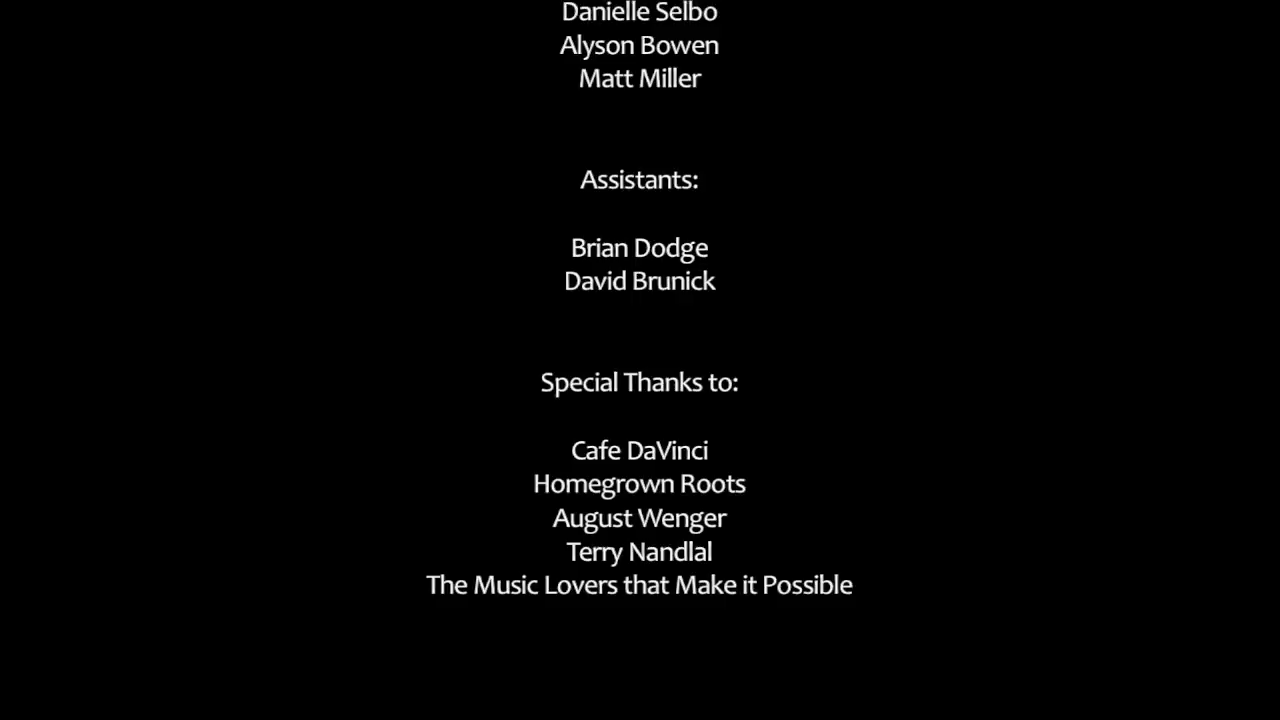 Danielle Selbo
Alyson Bowen
Matt Miller
Assistants:
Brian Dodge
David Brunick
Special Thanks to:
Cafe DaVinci
Homegrown Roots
August Wenger
Terry Nandlal
The Music Lovers that Make it Possible